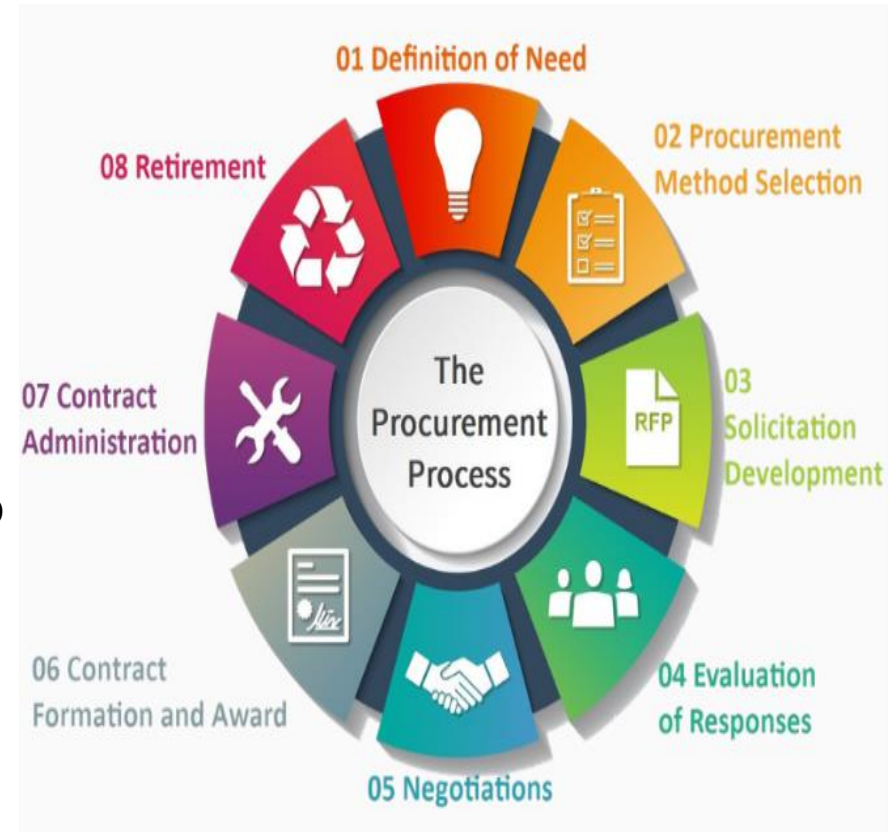 01 Definition of Need
02 Procurement
Method Selection
03
Solicitation
Development
RFP
04 Evaluation
of Responses
05 Negotiations
06 Contract
Formation and Award
07 Contract
Administration
08 Retirement
The
Procurement
Process